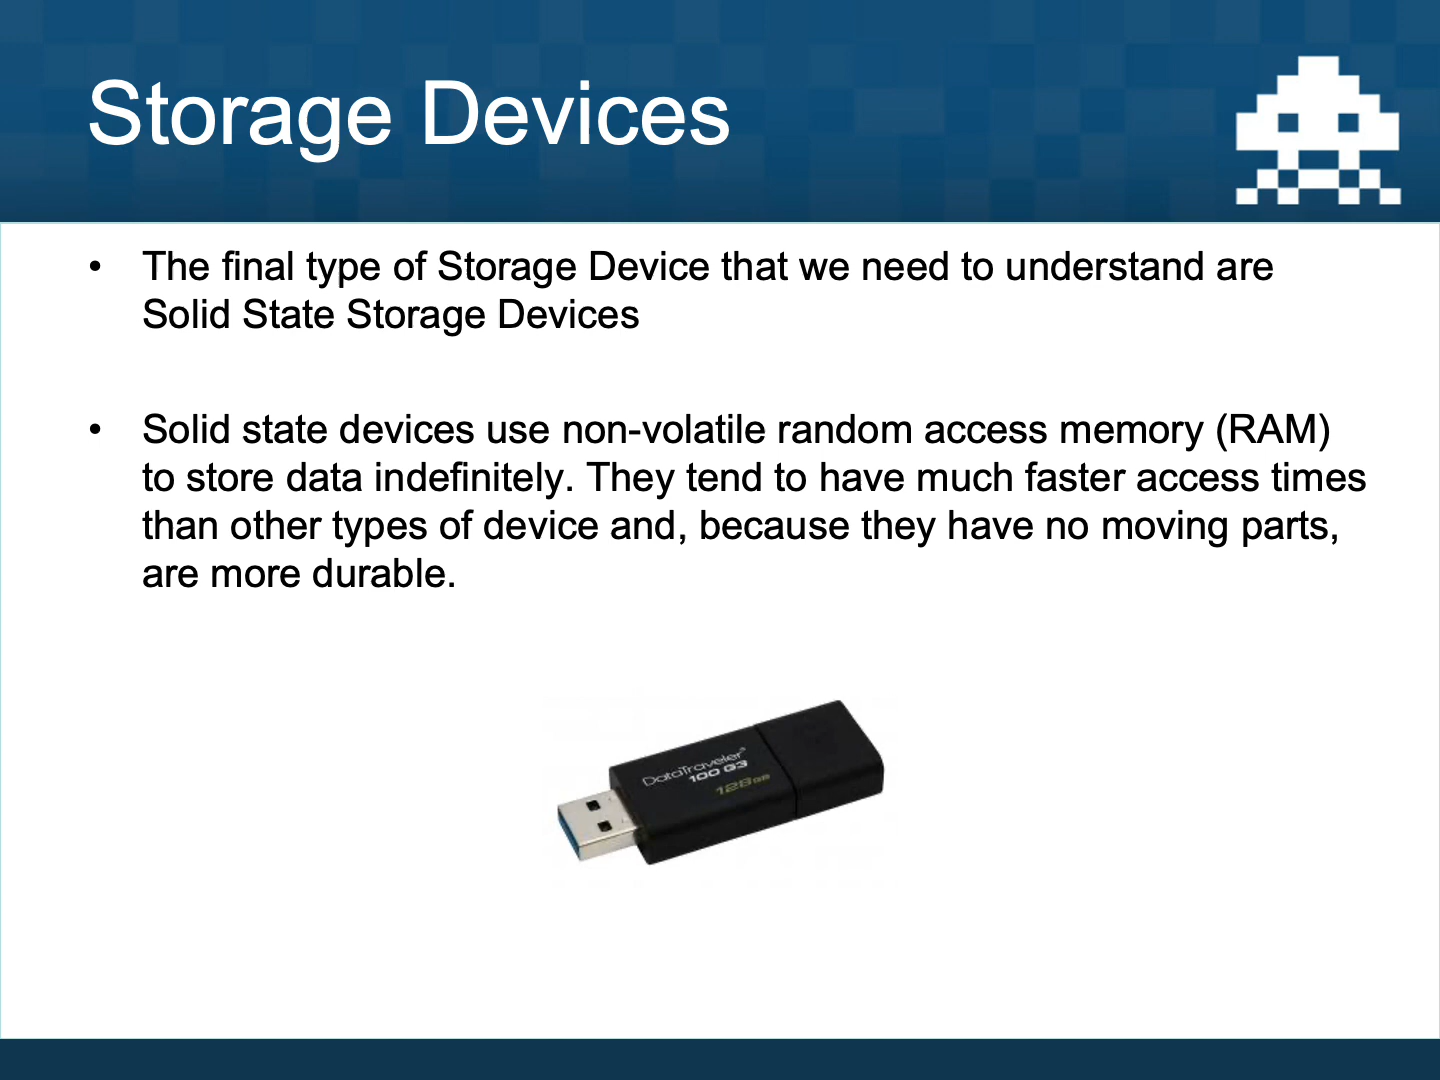 Storage Devices
• The final type of Storage Device that we need to understand are
Solid State Storage Devices
• Solid state devices use non-volatile random access memory (RAM)
to store data indefinitely. They tend to have much faster access times
than other types of device and, because they have no moving parts,
are more durable.
DataTraveler®
100 G3
128GB